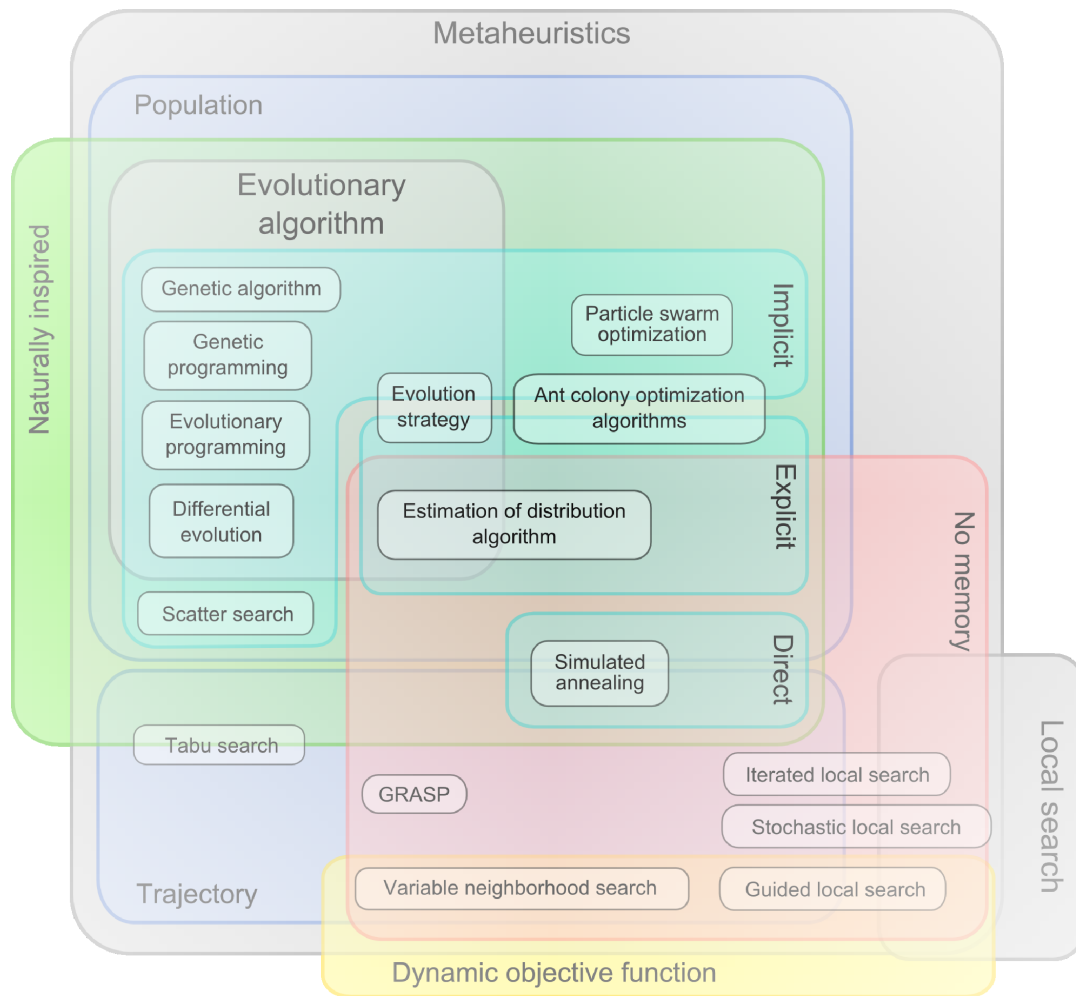 Metaheuristics
Population
Evolutionary
algorithm
Naturally inspired
Genetic algorithm
Implicit
Particle swarm
optimization
Genetic
programming
Evolution
strategy
Ant colony optimization
algorithms
Evolutionary
programming
Explicit
Differential
evolution
Estimation of distribution
algorithm
No memory
Scatter search
Direct
Simulated
annealing
Tabu search
Local search
Iterated local search
GRASP
Stochastic local search
Trajectory
Variable neighborhood search
Guided local search
Dynamic objective function